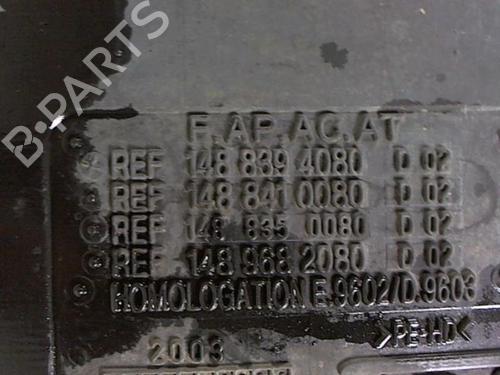 B-PARTS
F.AP.AC.AT
REF 148 839 4080 D 02
REF 148 841 0080 D 02
REF 148 835 0080 D 02
REF 148 968 2080 D 02
HOMOLOGATION E.9602/D.9603
>PE-HD<
2003